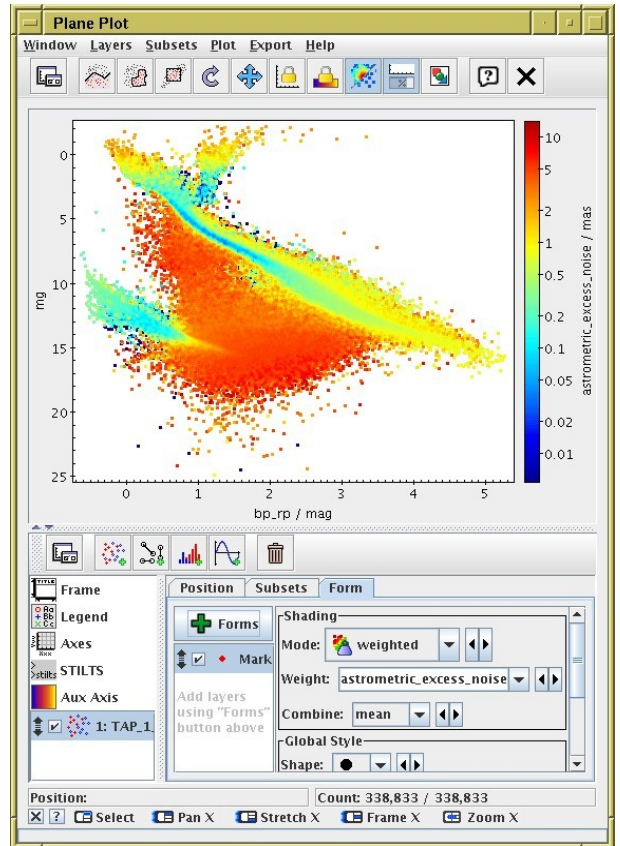 Plane Plot
Window Layers Subsets Plot Export Help
0
5
10
15
20
25
mg
0 1 2 3 4 5
bp_rp / mag
10
5
2
1
0.5
0.2
0.1
0.05
0.02
0.01
astrometric_excess_noise / mas
Frame
Legend
Axes
STILTS
Aux Axis
1: TAP_1_
Position Subsets Form
Forms
Mark
Add layers
using "Forms"
button above
Shading
Mode: weighted
Weight: astrometric_excess_noise
Combine: mean
Global Style
Shape:
Position: Count: 338,833 / 338,833
Select Pan X Stretch X Frame X Zoom X